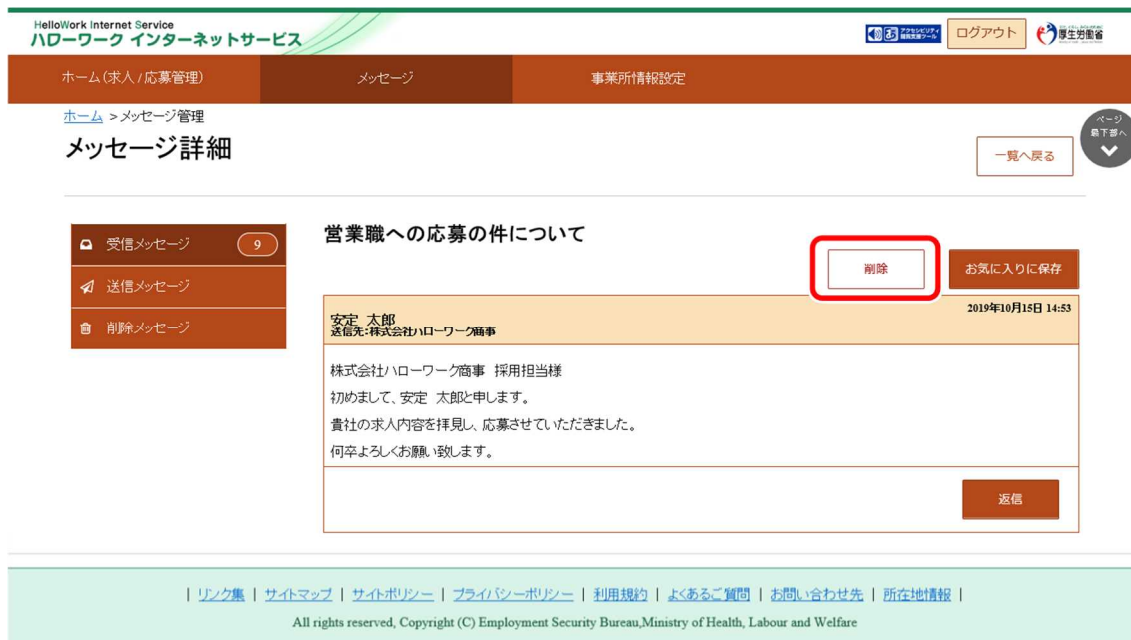 HelloWork Internet Service
ハローワーク インターネットサービス
ログアウト
厚生労働省
ホーム(求人/応募管理)
メッセージ
事業所情報設定
ホーム >メッセージ管理
ページ
最下部へ
メッセージ詳細
一覧へ戻る
受信メッセージ 9
送信メッセージ
削除メッセージ
営業職への応募の件について
削除
お気に入りに保存
安定 太郎
2019年10月15日 14:53
送信先:株式会社ハローワーク商事
株式会社ハローワーク商事 採用担当様
初めまして、安定 太郎と申します。
貴社の求人内容を拝見し、応募させていただきました。
何卒よろしくお願い致します。
返信
| リンク集 | サイトマップ | サイトポリシー | プライバシーポリシー | 利用規約 | よくあるご質問 | お問い合わせ先 | 所在地情報 |
All rights reserved, Copyright (C) Employment Security Bureau,Ministry of Health, Labour and Welfare